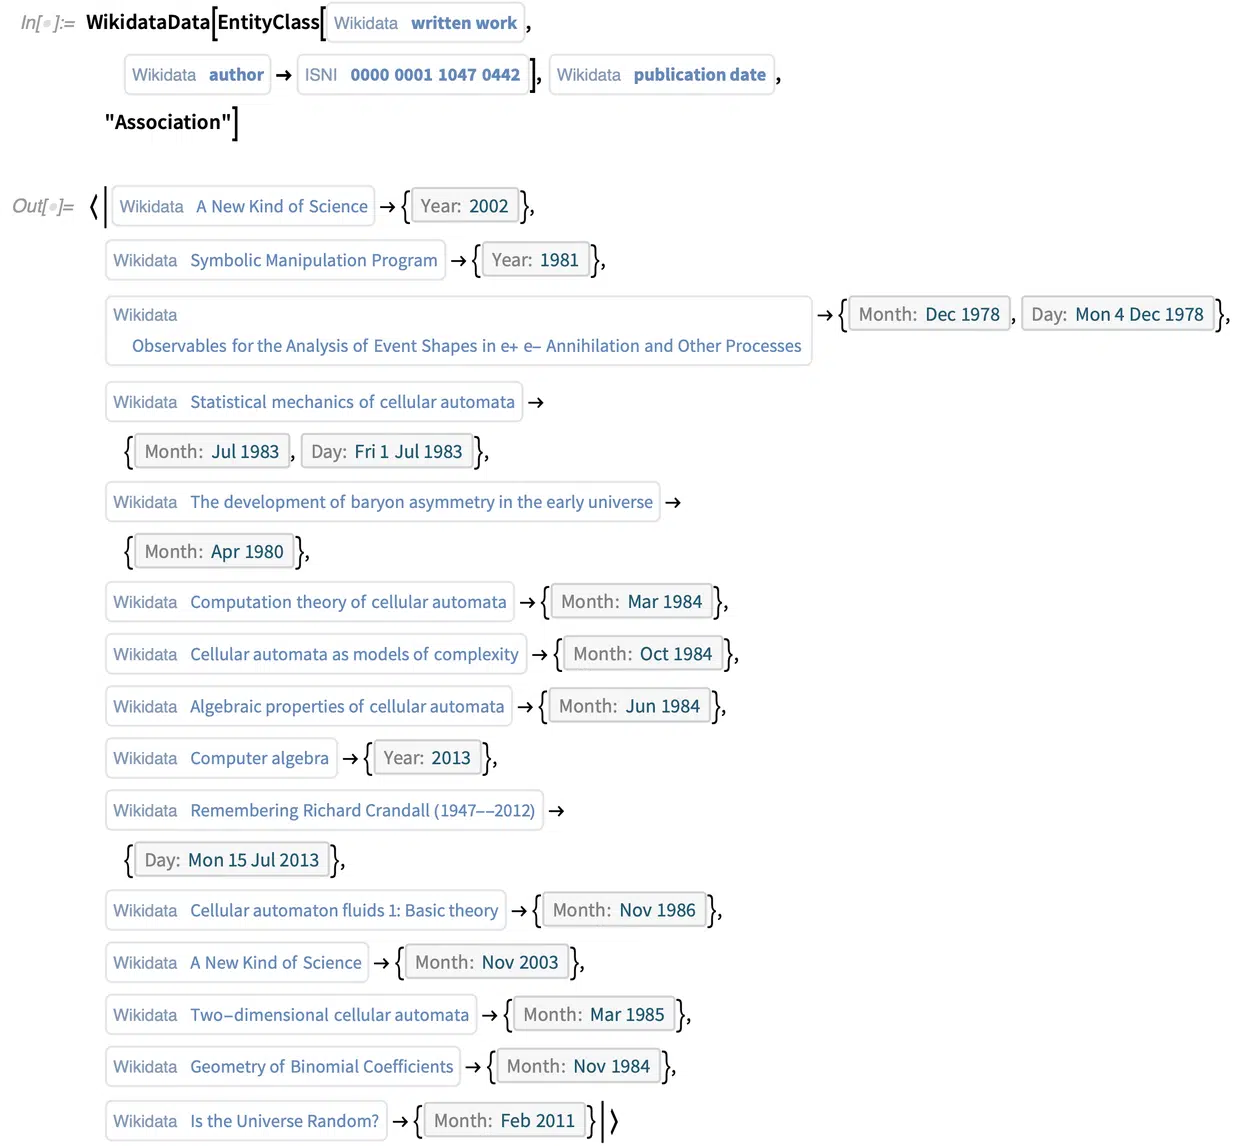 In[•]:= WikidataData[EntityClass[ Wikidata written work ,
Wikidata author → ISNI 0000 0001 1047 0442 ], Wikidata publication date ,
"Association"]
Out[•]= <| Wikidata A New Kind of Science → { Year: 2002 },
Wikidata Symbolic Manipulation Program → { Year: 1981 },
Wikidata → { Month: Dec 1978 , Day: Mon 4 Dec 1978 },
Observables for the Analysis of Event Shapes in e+ e– Annihilation and Other Processes
Wikidata Statistical mechanics of cellular automata →
{ Month: Jul 1983 , Day: Fri 1 Jul 1983 },
Wikidata The development of baryon asymmetry in the early universe →
{ Month: Apr 1980 },
Wikidata Computation theory of cellular automata → { Month: Mar 1984 },
Wikidata Cellular automata as models of complexity → { Month: Oct 1984 },
Wikidata Algebraic properties of cellular automata → { Month: Jun 1984 },
Wikidata Computer algebra → { Year: 2013 },
Wikidata Remembering Richard Crandall (1947––2012) →
{ Day: Mon 15 Jul 2013 },
Wikidata Cellular automaton fluids 1: Basic theory → { Month: Nov 1986 },
Wikidata A New Kind of Science → { Month: Nov 2003 },
Wikidata Two–dimensional cellular automata → { Month: Mar 1985 },
Wikidata Geometry of Binomial Coefficients → { Month: Nov 1984 },
Wikidata Is the Universe Random? → { Month: Feb 2011 } |>